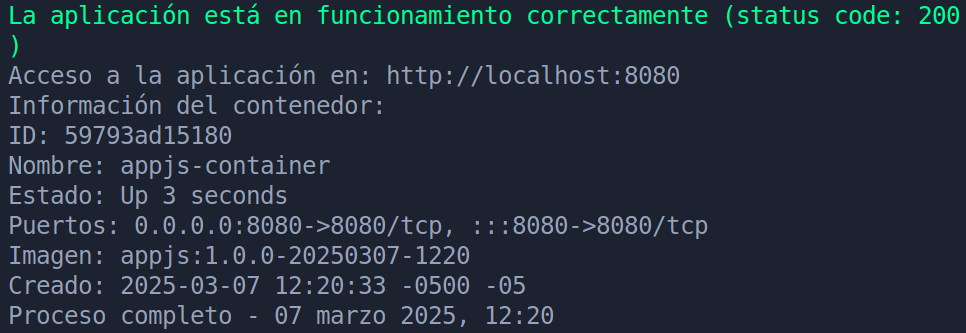 La aplicación está en funcionamiento correctamente (status code: 200
)
Acceso a la aplicación en: http://localhost:8080
Información del contenedor:
ID: 59793ad15180
Nombre: appjs-container
Estado: Up 3 seconds
Puertos: 0.0.0.0:8080->8080/tcp, :::8080->8080/tcp
Imagen: appjs:1.0.0-20250307-1220
Creado: 2025-03-07 12:20:33 -0500 -05
Proceso completo - 07 marzo 2025, 12:20